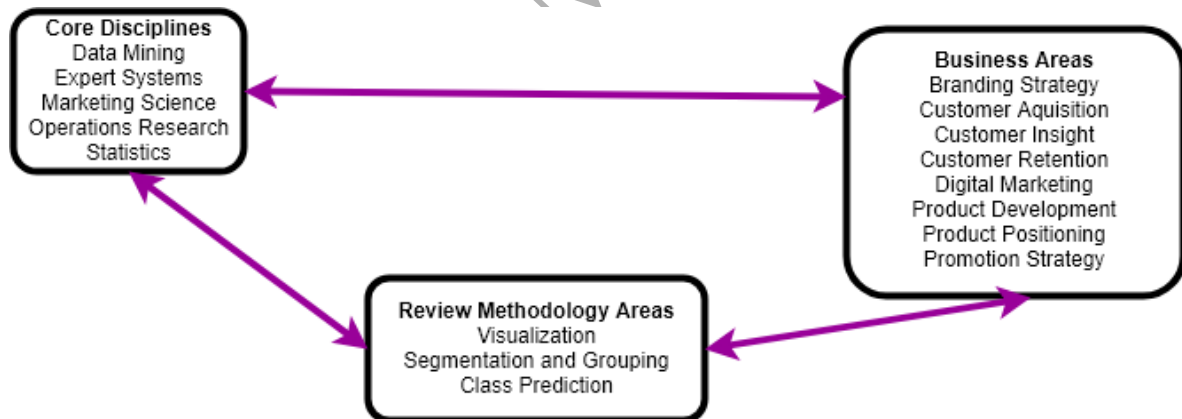 Core Disciplines
Data Mining
Expert Systems
Marketing Science
Operations Research
Statistics
Business Areas
Branding Strategy
Customer Aquisition
Customer Insight
Customer Retention
Digital Marketing
Product Development
Product Positioning
Promotion Strategy
Review Methodology Areas
Visualization
Segmentation and Grouping
Class Prediction